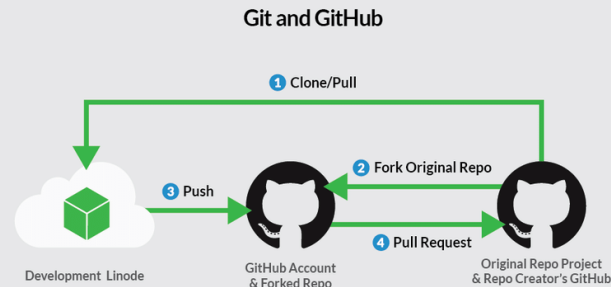 Git and GitHub
1 Clone/Pull
2 Fork Original Repo
3 Push
4 Pull Request
Development Linode
GitHub Account
& Forked Repo
Original Repo Project
& Repo Creator's GitHub